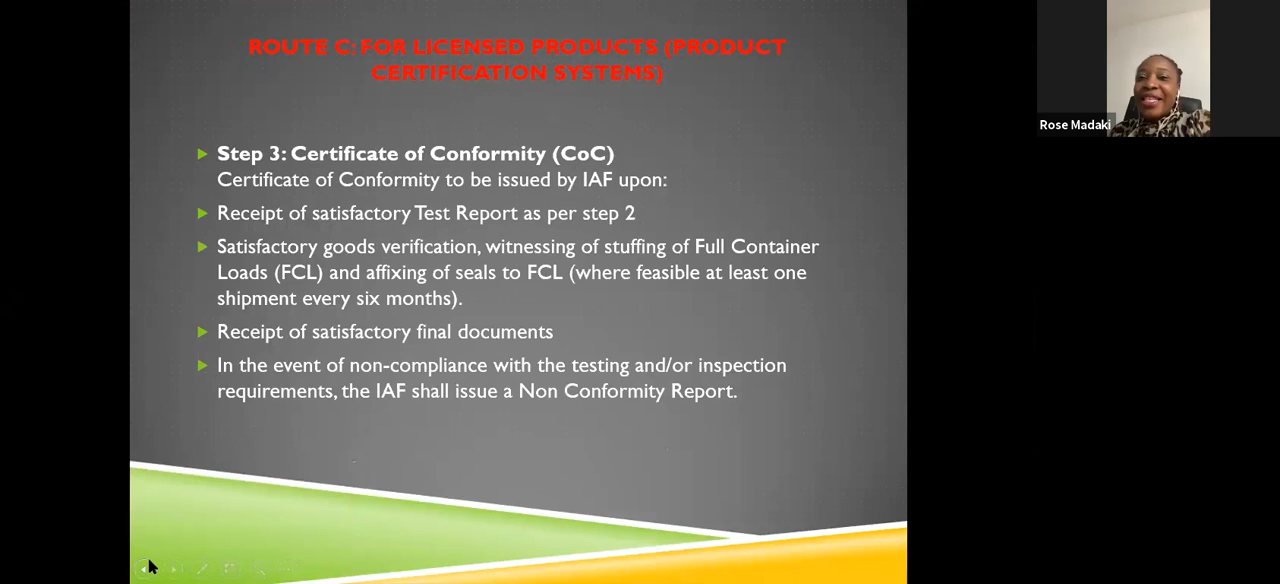 ROUTE C: FOR LICENSED PRODUCTS (PRODUCT
CERTIFICATION SYSTEMS)
Step 3: Certificate of Conformity (CoC)
Certificate of Conformity to be issued by IAF upon:
Receipt of satisfactory Test Report as per step 2
Satisfactory goods verification, witnessing of stuffing of Full Container
Loads (FCL) and affixing of seals to FCL (where feasible at least one
shipment every six months).
Receipt of satisfactory final documents
In the event of non-compliance with the testing and/or inspection
requirements, the IAF shall issue a Non Conformity Report.
Rose Madaki